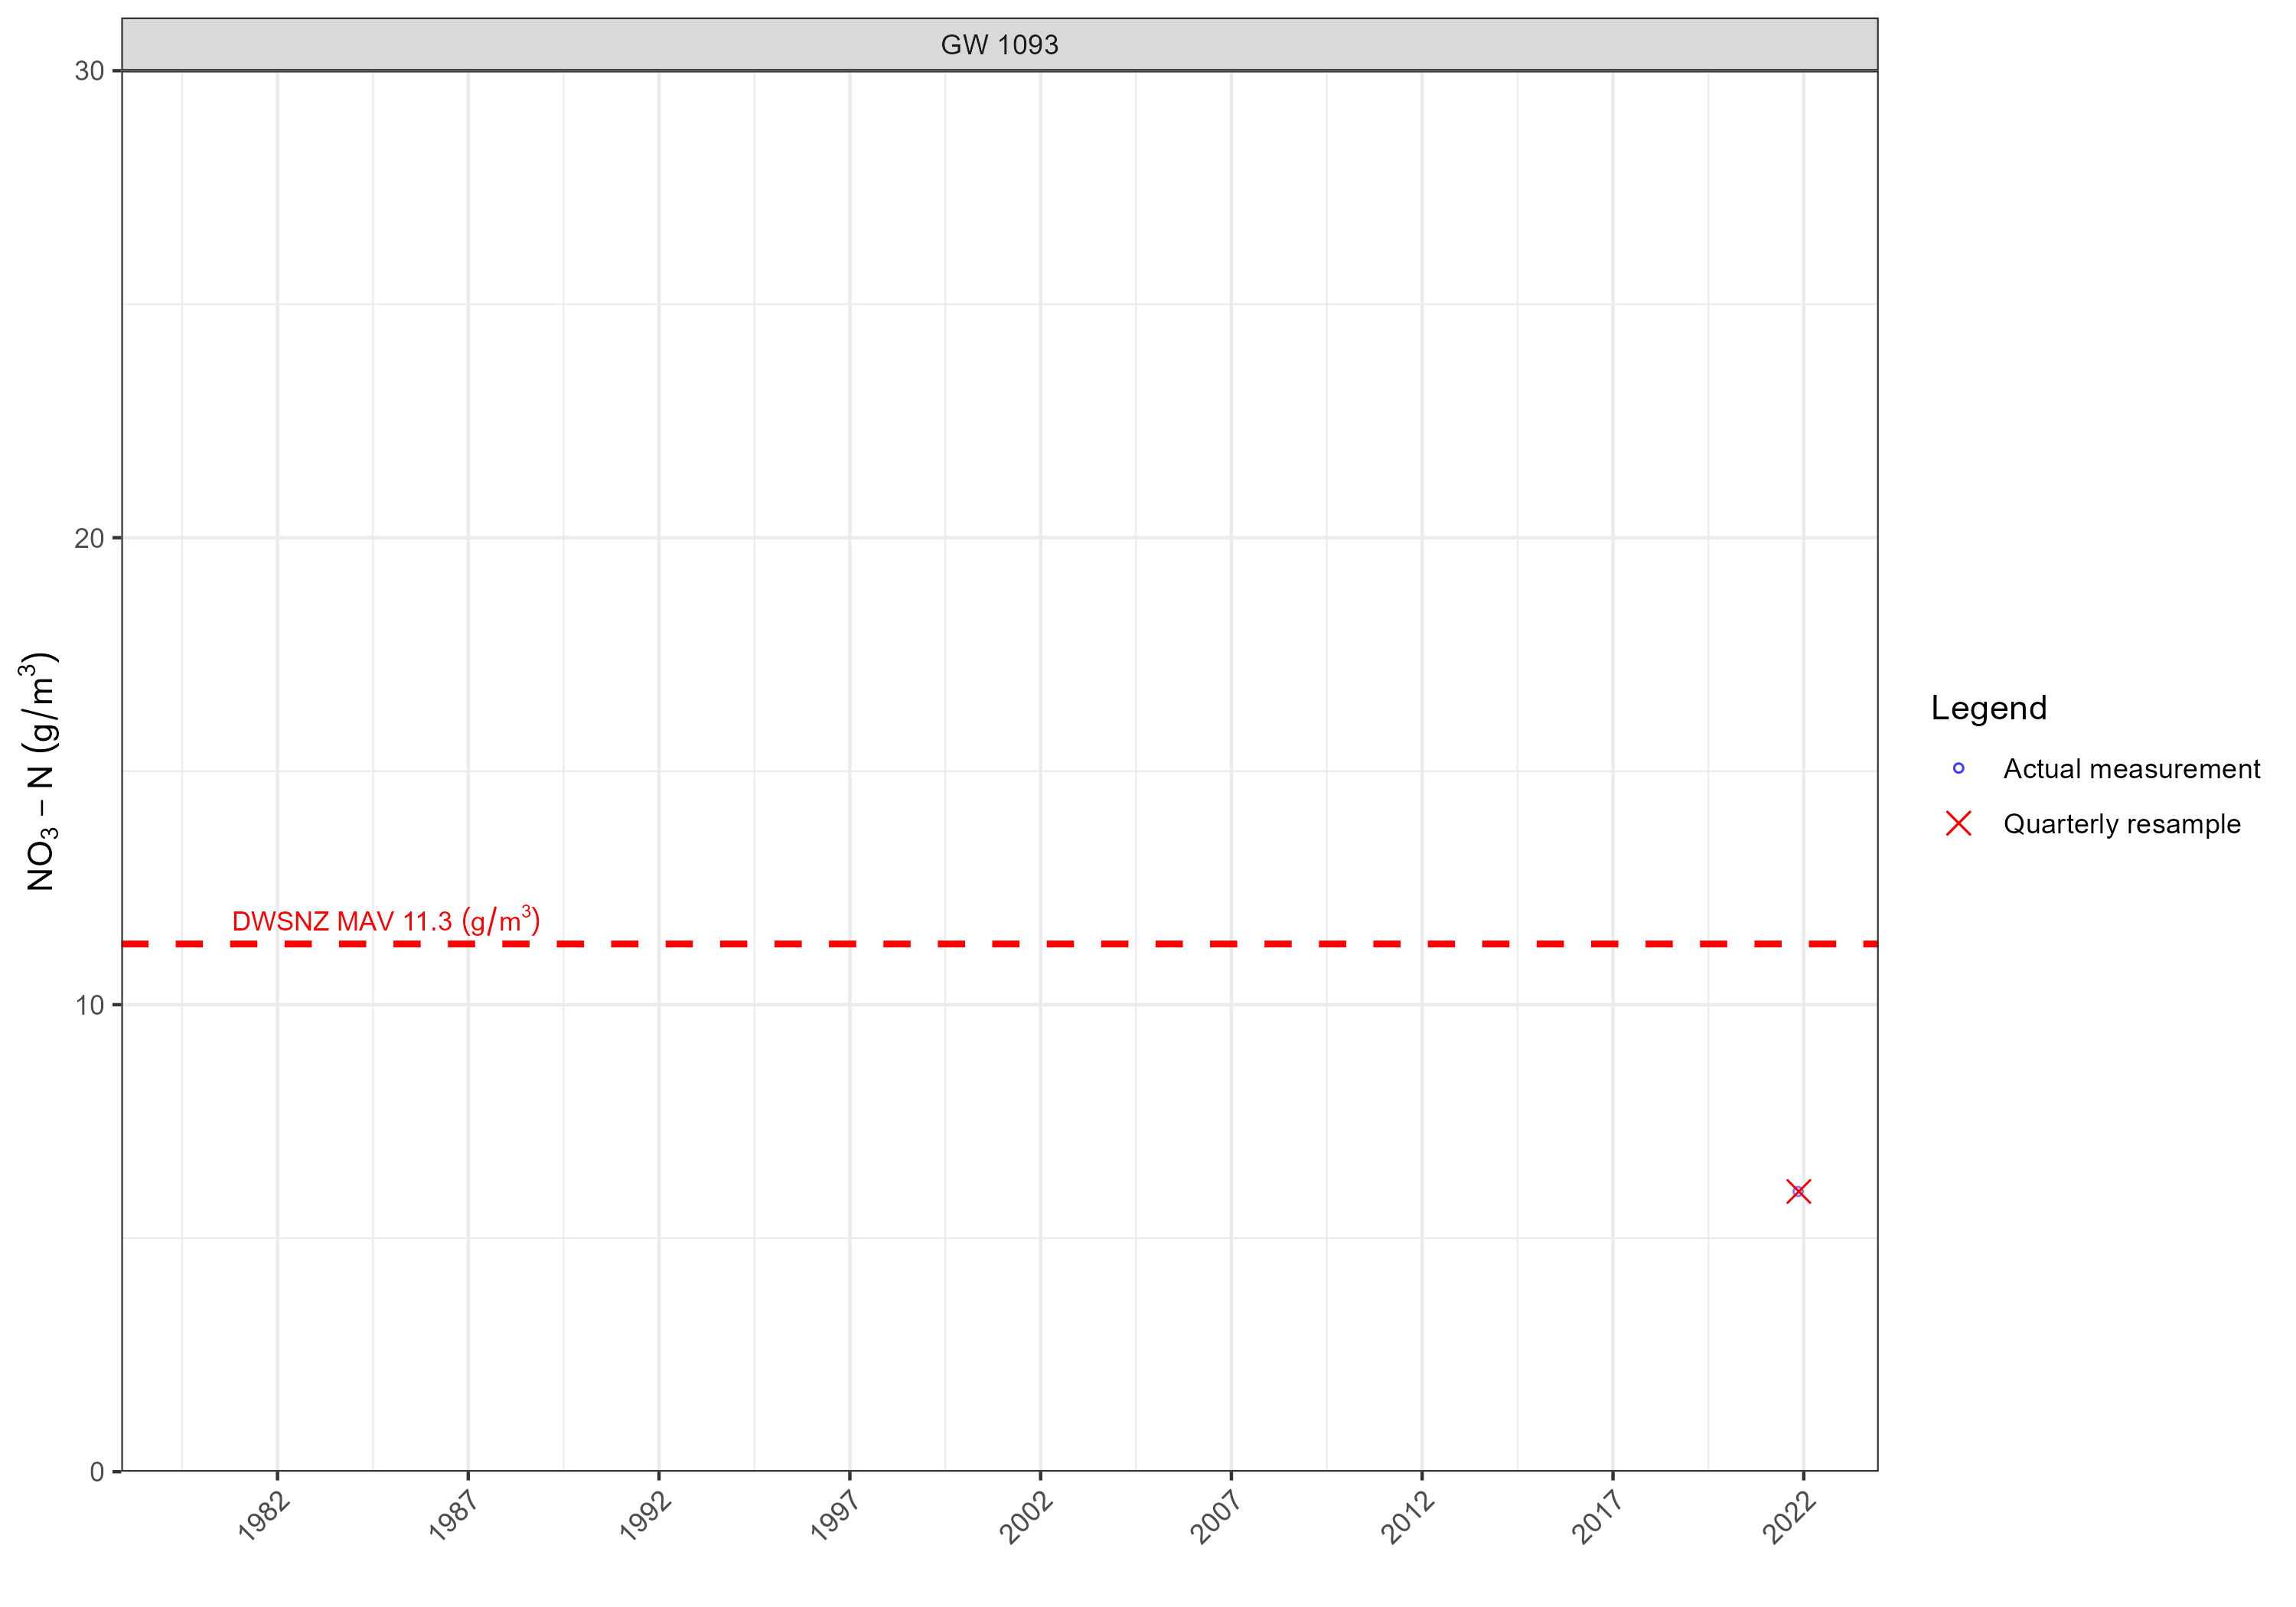 GW 1093
30
20
10
0
NO₃ – N (g/m³)
DWSNZ MAV 11.3 (g/m³)
1982
1987
1992
1997
2002
2007
2012
2017
2022
Legend
Actual measurement
Quarterly resample